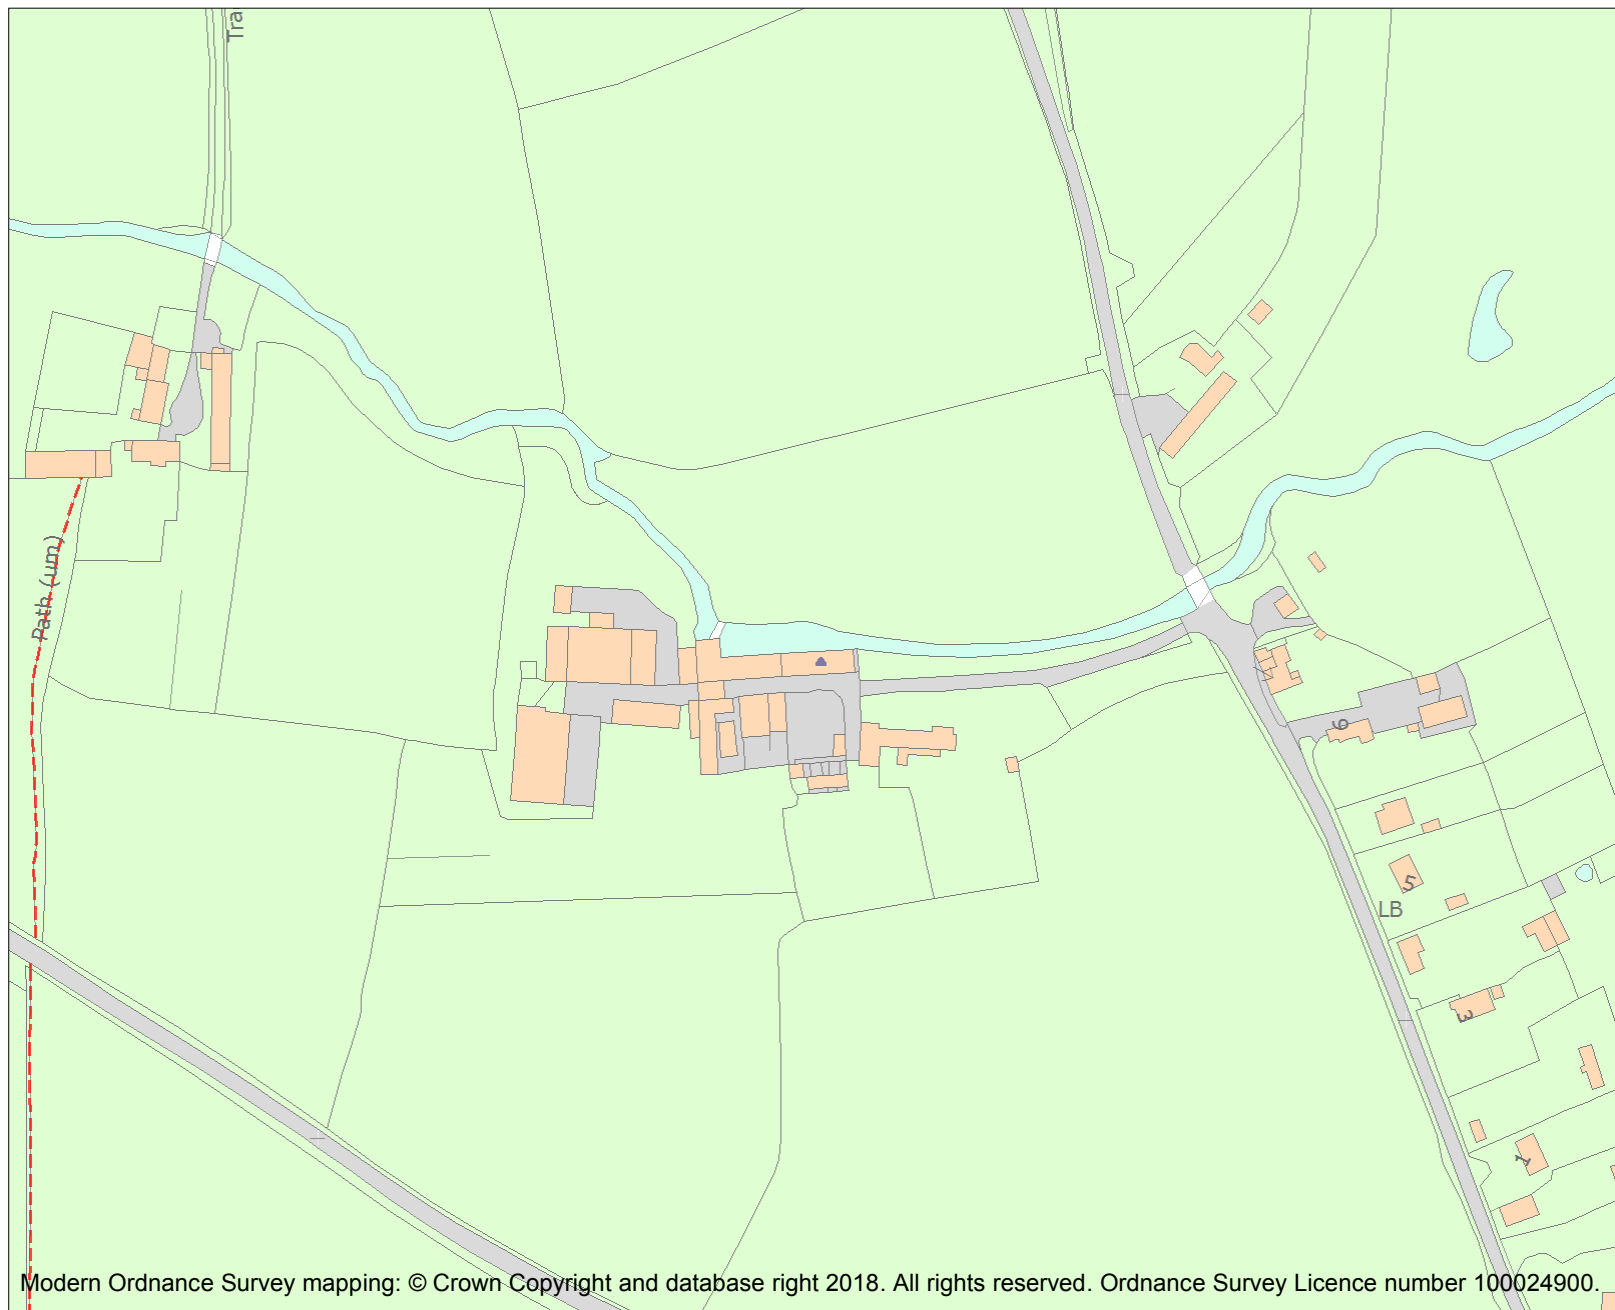 Tra
Path (um)
6
5
LB
3
1
Modern Ordnance Survey mapping: © Crown Copyright and database right 2018. All rights reserved. Ordnance Survey Licence number 100024900.